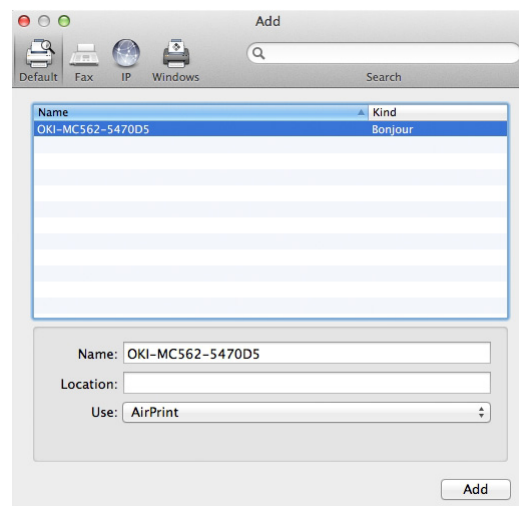 Add
Default Fax IP Windows Search
Name Kind
OKI-MC562-5470D5 Bonjour
Name: OKI-MC562-5470D5
Location:
Use: AirPrint
Add